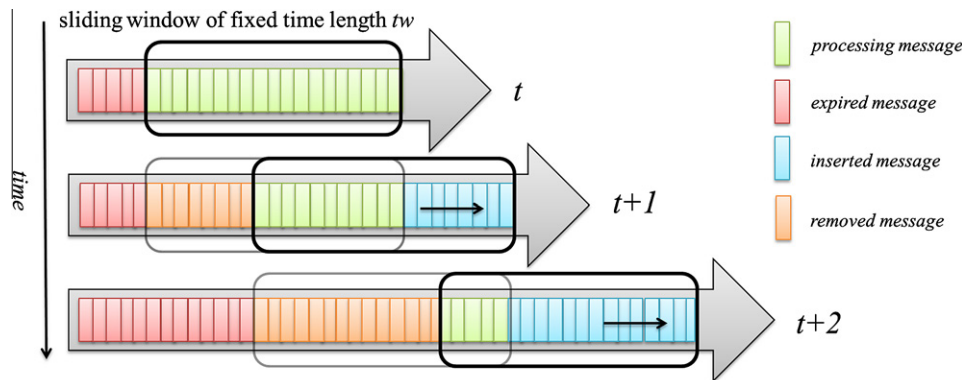 sliding window of fixed time length tw
time
t
t+1
t+2
processing message
expired message
inserted message
removed message